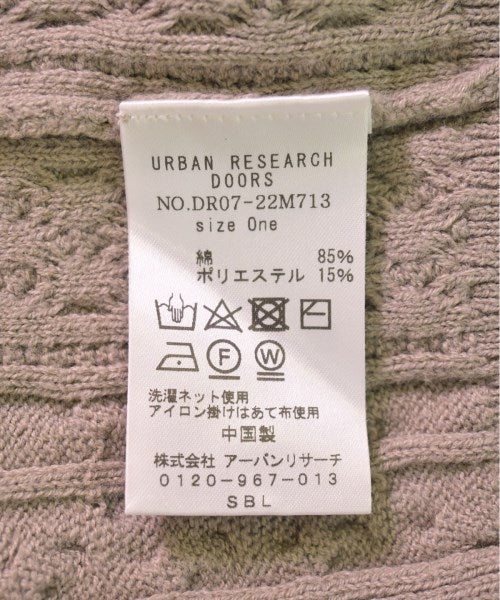 URBAN RESEARCH
DOORS
NO.DR07-22M713
size One
綿 85%
ポリエステル 15%
F W
洗濯ネット使用
アイロン掛けはあて布使用
中国製
株式会社 アーバンリサーチ
0120-967-013
SBL